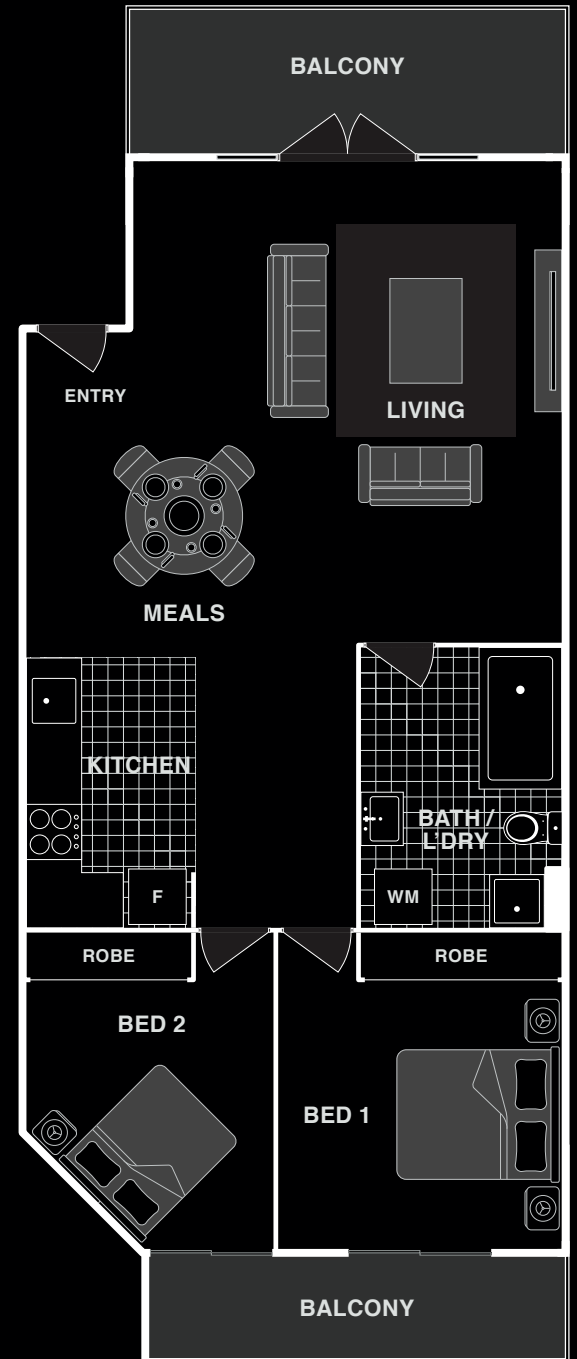 BALCONY
LIVING
ENTRY
MEALS
KITCHEN
BATH /
L'DRY
F
WM
ROBE
ROBE
BED 2
BED 1
BALCONY